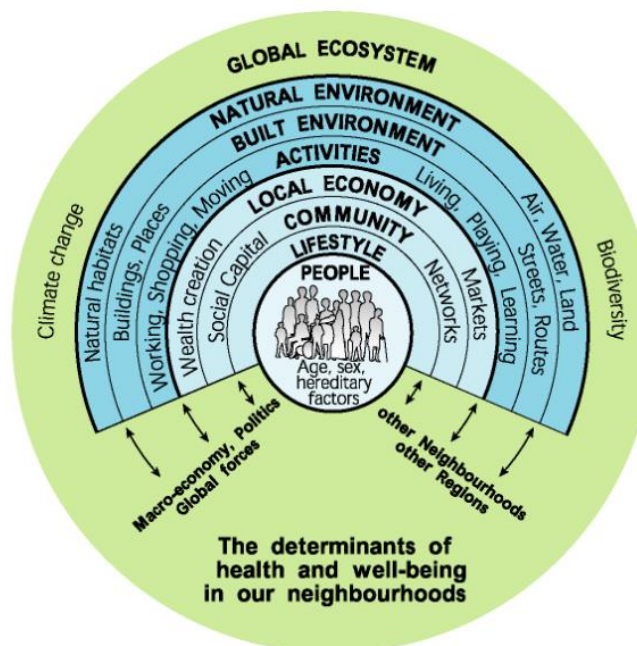 GLOBAL ECOSYSTEM
NATURAL ENVIRONMENT
BUILT ENVIRONMENT
ACTIVITIES
LOCAL ECONOMY
COMMUNITY
LIFESTYLE
PEOPLE
Age, sex,
hereditary
factors
Climate change
Natural habitats
Buildings, Places
Working, Shopping, Moving
Wealth creation
Social Capital
Networks
Markets
Living, Playing, Learning
Streets, Routes
Air, Water, Land
Biodiversity
Macro-economy, Politics
Global forces
other Neighbourhoods
other Regions
The determinants of
health and well-being
in our neighbourhoods